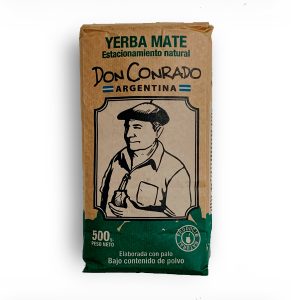 YERBA MATE
Estacionamiento natural
DON CONRADO
ARGENTINA
500g
PESO NETO
Elaborada con palo
Bajo contenido de polvo